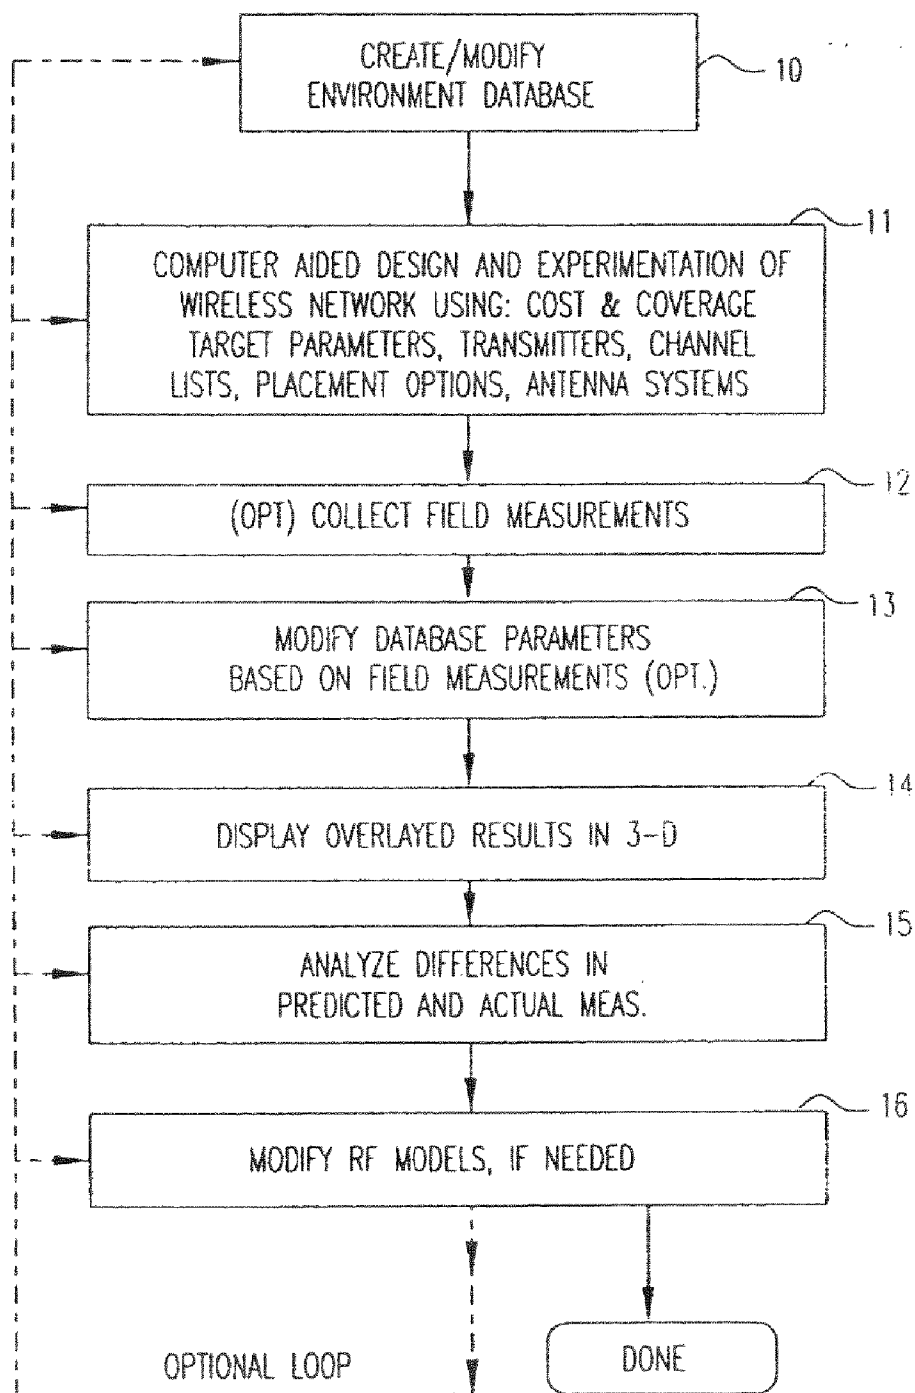 CREATE/MODIFY
ENVIRONMENT DATABASE
10
11
COMPUTER AIDED DESIGN AND EXPERIMENTATION OF
WIRELESS NETWORK USING: COST & COVERAGE
TARGET PARAMETERS, TRANSMITTERS, CHANNEL
LISTS, PLACEMENT OPTIONS, ANTENNA SYSTEMS
12
(OPT) COLLECT FIELD MEASUREMENTS
13
MODIFY DATABASE PARAMETERS
BASED ON FIELD MEASUREMENTS (OPT.)
14
DISPLAY OVERLAYED RESULTS IN 3-D
15
ANALYZE DIFFERENCES IN
PREDICTED AND ACTUAL MEAS.
16
MODIFY RF MODELS, IF NEEDED
OPTIONAL LOOP
DONE